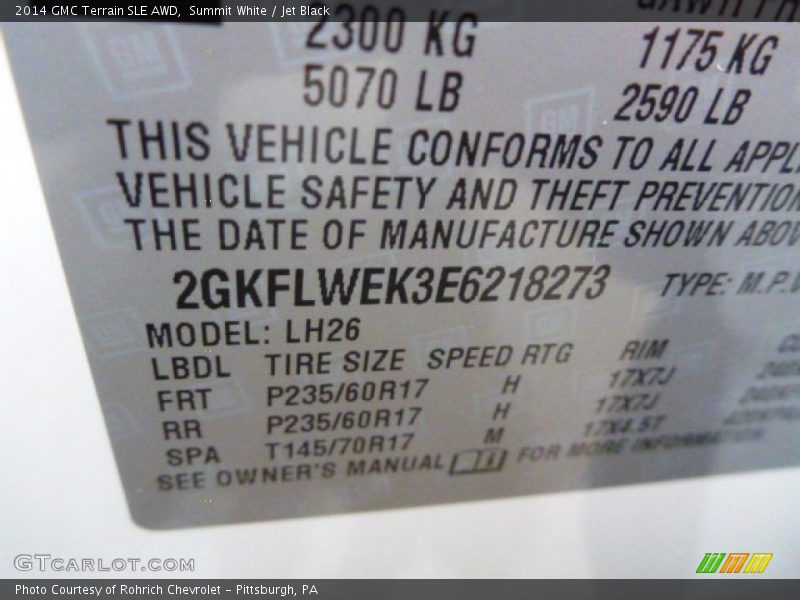 2014 GMC Terrain SLE AWD, Summit White / Jet Black
2300 KG 1175 KG
5070 LB 2590 LB
THIS VEHICLE CONFORMS TO ALL
VEHICLE SAFETY AND THEFT PREVENTION
THE DATE OF MANUFACTURE SHOWN
2GKFLWEK3E6218273 TYPE: M.P.V
MODEL: LH26
LBDL TIRE SIZE SPEED RTG RIM
FRT P235/60R17 H 17X7J
RR P235/60R17 H 17X7J
SPA T145/70R17 M 17X4.5T
SEE OWNER'S MANUAL FOR MORE INFORMATION
GTCARLOT.COM
Photo Courtesy of Rohrich Chevrolet - Pittsburgh, PA